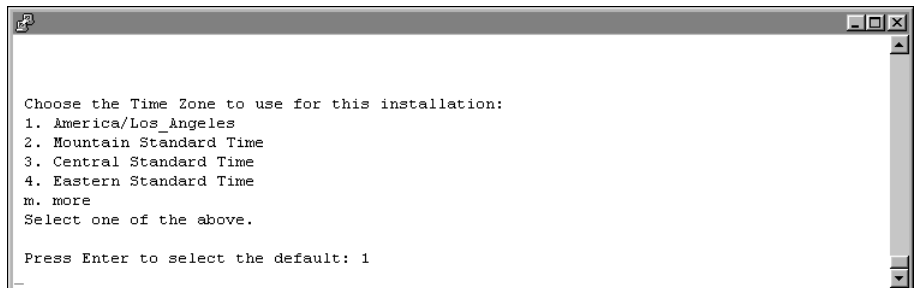 Choose the Time Zone to use for this installation:
1. America/Los_Angeles
2. Mountain Standard Time
3. Central Standard Time
4. Eastern Standard Time
m. more
Select one of the above.
Press Enter to select the default: 1